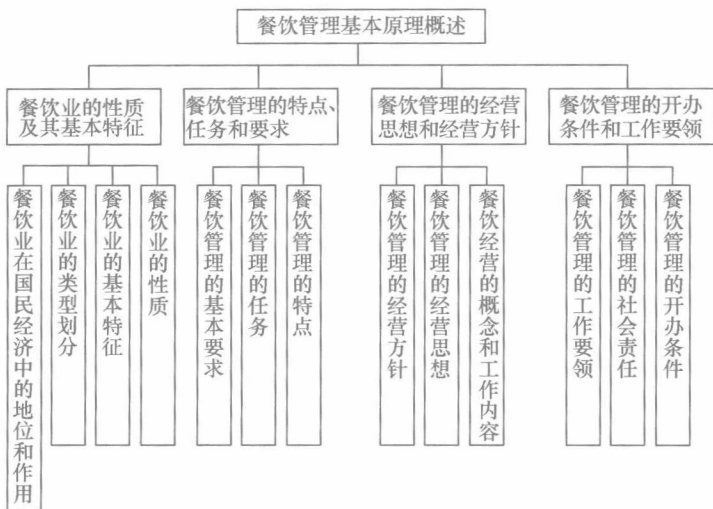 餐饮管理基本原理概述
餐饮业的性质
及其基本特征
餐饮管理的特点、
任务和要求
餐饮管理的经营
思想和经营方针
餐饮管理的开办
条件和工作要领
餐饮业在国民经济中的地位和作用
餐饮业的类型划分
餐饮业的基本特征
餐饮业的性质
餐饮管理的基本要求
餐饮管理的任务
餐饮管理的特点
餐饮管理的经营方针
餐饮管理的经营思想
餐饮经营的概念和工作内容
餐饮管理的工作要领
餐饮管理的社会责任
餐饮管理的开办条件